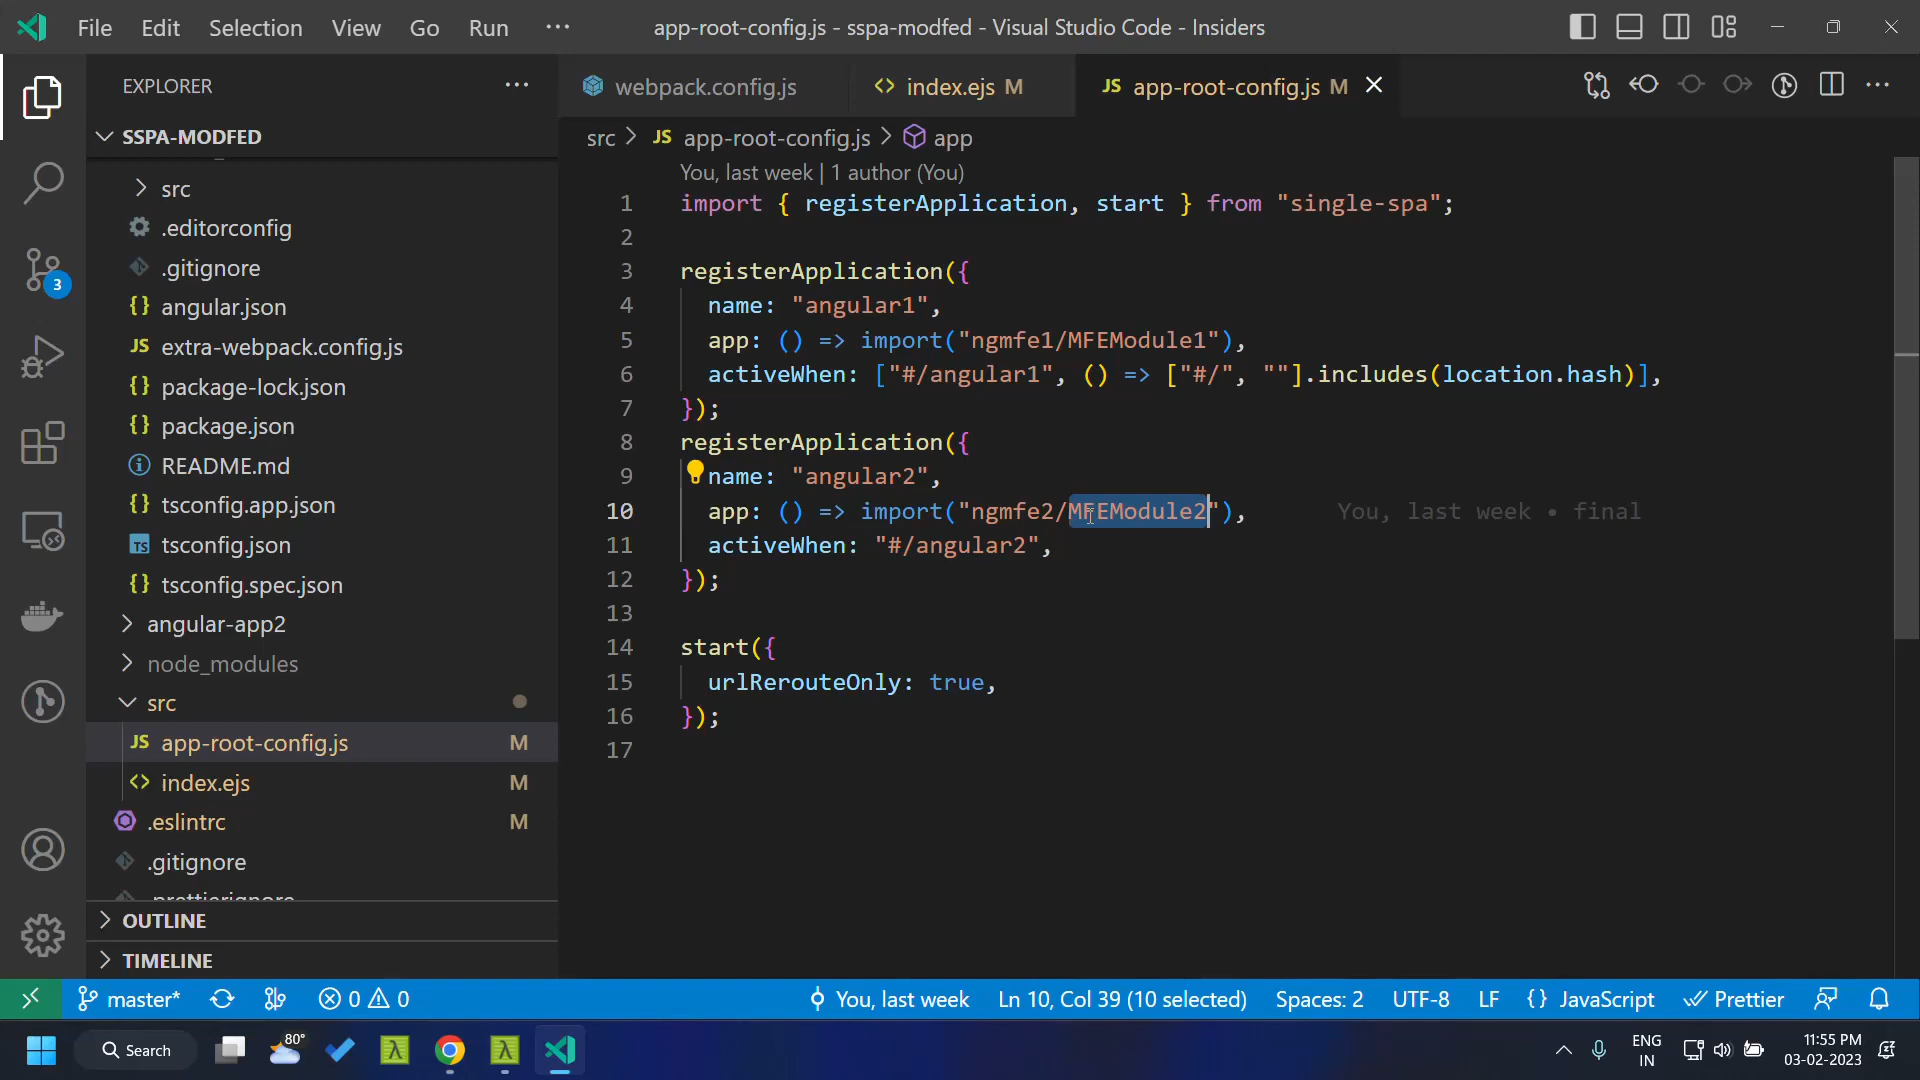 File Edit Selection View Go Run ···
app-root-config.js - sspa-modfed - Visual Studio Code - Insiders
EXPLORER
SSPA-MODFED
src
.editorconfig
.gitignore
angular.json
extra-webpack.config.js
package-lock.json
package.json
README.md
tsconfig.app.json
tsconfig.json
tsconfig.spec.json
angular-app2
node_modules
src
app-root-config.js M
index.ejs M
.eslintrc M
.gitignore
.prettierignore
OUTLINE
TIMELINE
3
webpack.config.js
index.ejs M
JS app-root-config.js M
src > JS app-root-config.js > app
You, last week | 1 author (You)
1 import { registerApplication, start } from "single-spa";
2
3 registerApplication({
4 name: "angular1",
5 app: () => import("ngmfe1/MFEModule1"),
6 activeWhen: ["#/angular1", () => ["#/", ""].includes(location.hash)],
7 });
8 registerApplication({
9 name: "angular2",
10 app: () => import("ngmfe2/MFEModule2"), You, last week • final
11 activeWhen: "#/angular2",
12 });
13
14 start({
15 urlRerouteOnly: true,
16 });
17
master* 0 0 You, last week Ln 10, Col 39 (10 selected) Spaces: 2 UTF-8 LF {} JavaScript Prettier
Search
80°
ENG
IN
11:55 PM
03-02-2023